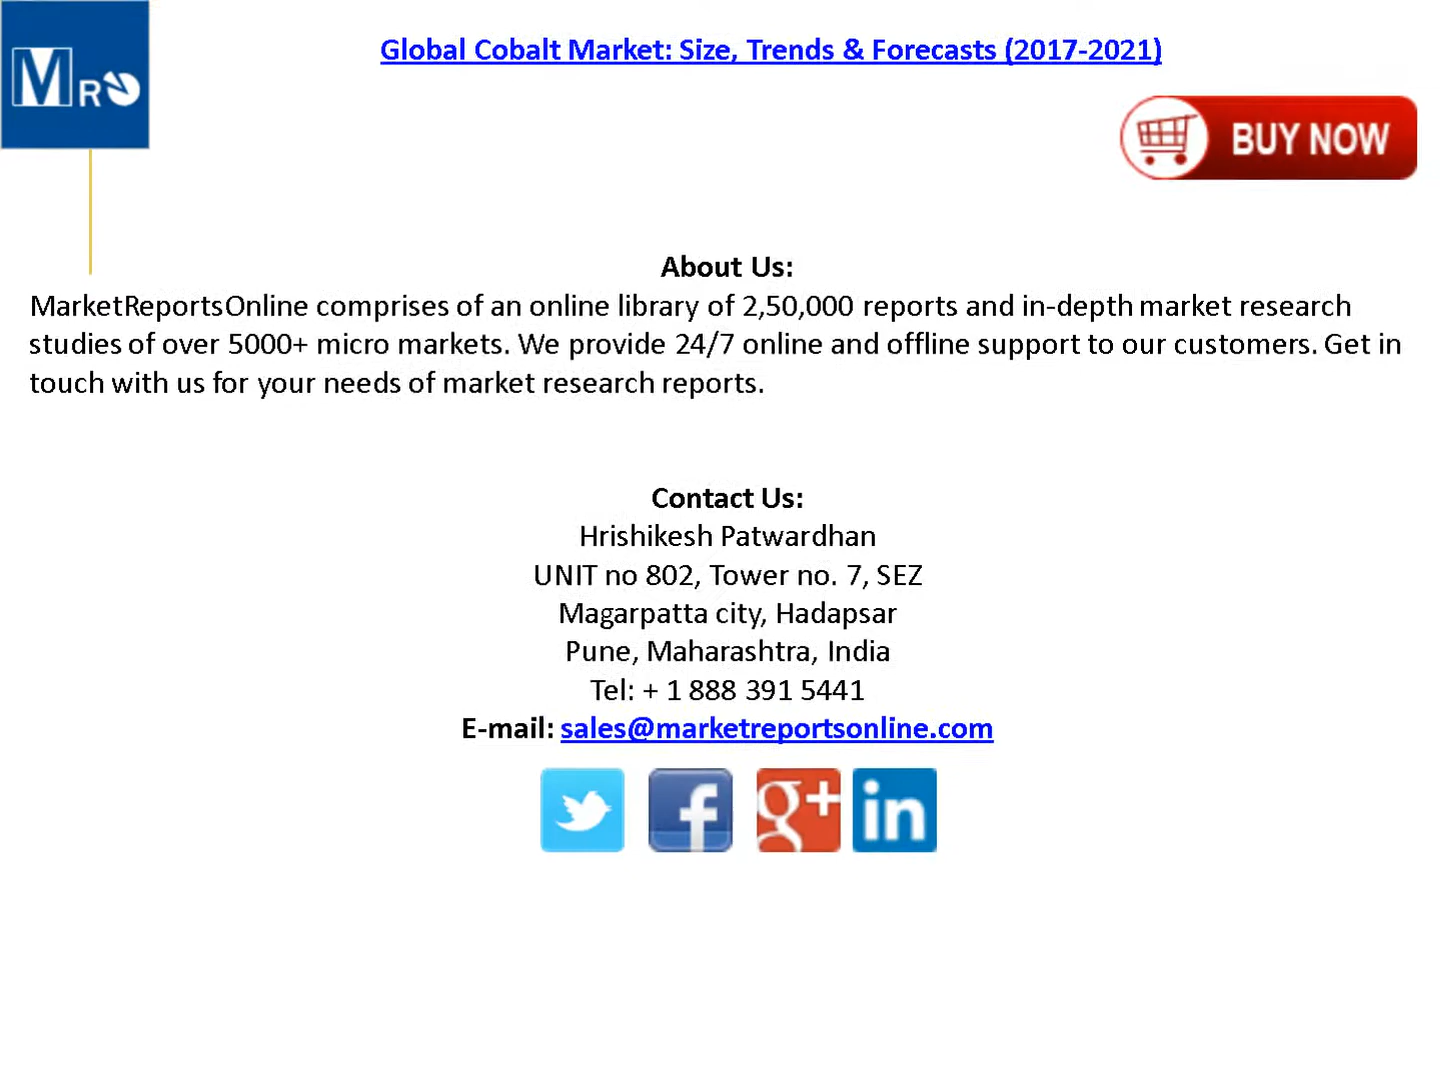 MRO
Global Cobalt Market: Size, Trends & Forecasts (2017-2021)
BUY NOW
About Us:
MarketReportsOnline comprises of an online library of 2,50,000 reports and in-depth market research
studies of over 5000+ micro markets. We provide 24/7 online and offline support to our customers. Get in
touch with us for your needs of market research reports.
Contact Us:
Hrishikesh Patwardhan
UNIT no 802, Tower no. 7, SEZ
Magarpatta city, Hadapsar
Pune, Maharashtra, India
Tel: + 1 888 391 5441
E-mail: sales@marketreportsonline.com
f g+ in